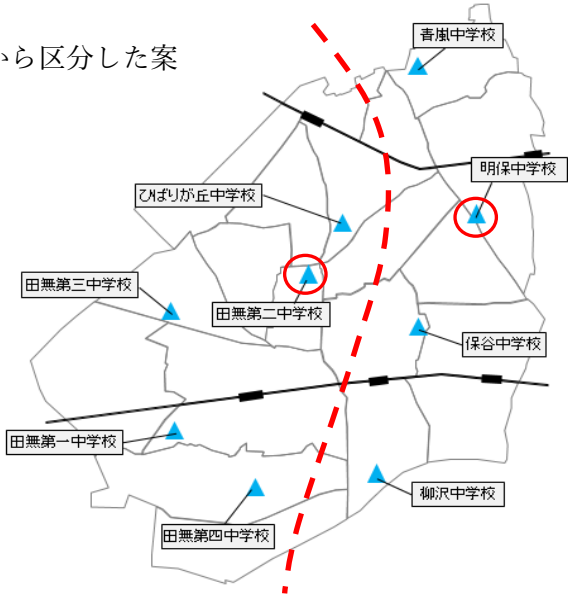 青嵐中学校
から区分した案
明保中学校
ひばりが丘中学校
田無第三中学校
田無第二中学校
保谷中学校
田無第一中学校
柳沢中学校
田無第四中学校